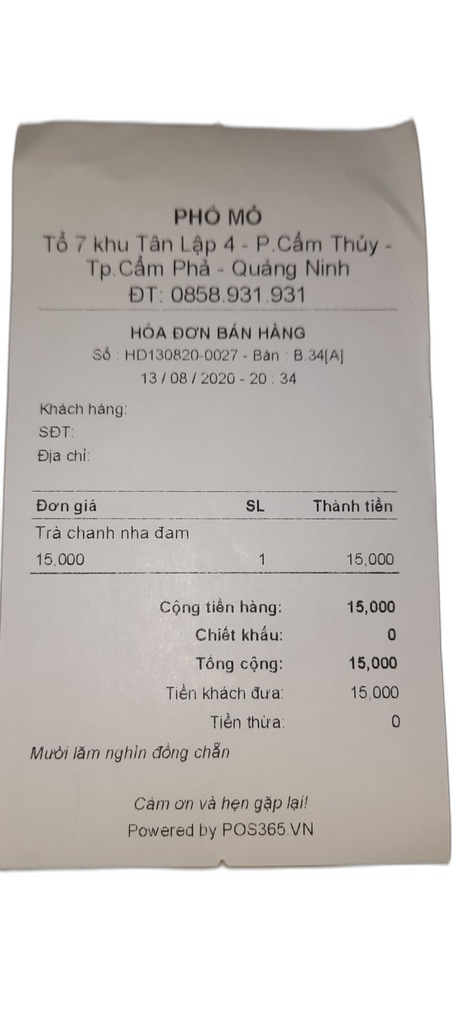 PHỐ MỎ
Tổ 7 khu Tân Lập 4 - P.Cẩm Thủy -
Tp.Cẩm Phả - Quảng Ninh
ĐT: 0858.931.931
HÓA ĐƠN BÁN HÀNG
Số : HD130820-0027 - Bàn : B.34[A]
13 / 08 / 2020 - 20 : 34
Khách hàng:
SĐT:
Địa chỉ:
Đơn giá SL Thành tiền
Trà chanh nha đam
15,000 1 15,000
Cộng tiền hàng: 15,000
Chiết khấu: 0
Tổng cộng: 15,000
Tiền khách đưa: 15,000
Tiền thừa: 0
Mười lăm nghìn đồng chẵn
Cảm ơn và hẹn gặp lại!
Powered by POS365.VN